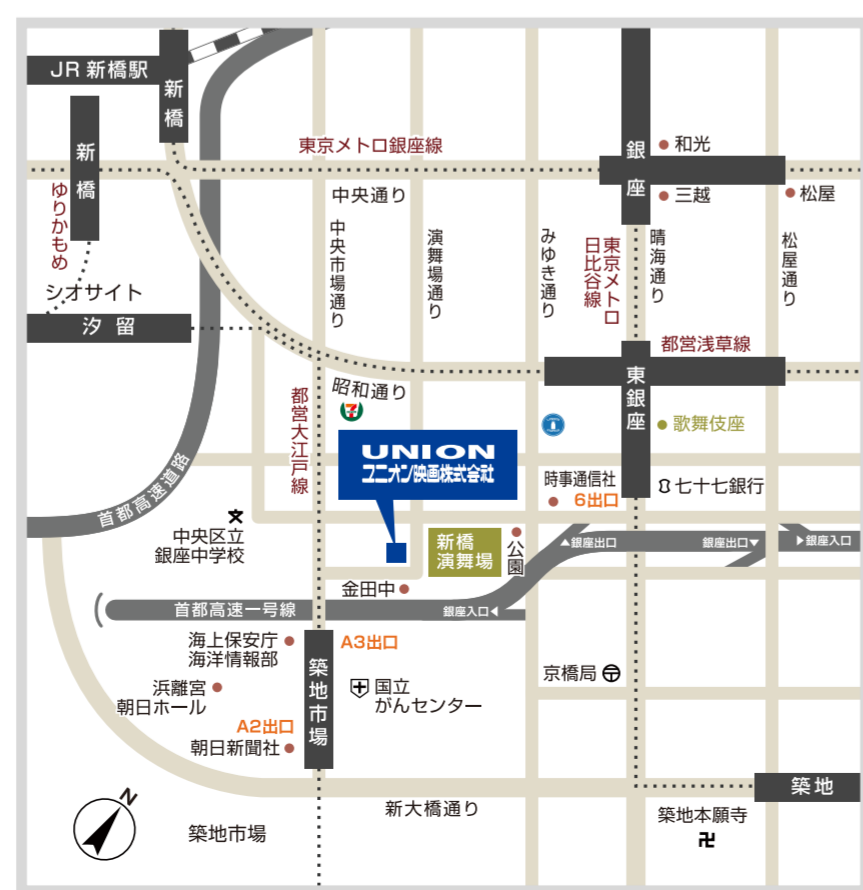 JR 新橋駅
新橋
新橋
ゆりかもめ
東京メトロ銀座線
中央通り
銀座
和光
三越
松屋
中央市場通り
演舞場通り
みゆき通り
東京メトロ
日比谷線
晴海通り
松屋通り
シオサイト
汐留
都営浅草線
昭和通り
都営大江戸線
7
東銀座
歌舞伎座
UNION
ユニオン映画株式会社
時事通信社
6出口
七十七銀行
首都高速道路
文
中央区立
銀座中学校
新橋
演舞場
公園
▲銀座出口
銀座出口▼
▶銀座入口
金田中
首都高速一号線
銀座入口◀
海上保安庁
海洋情報部
A3出口
築地市場
浜離宮
朝日ホール
国立
がんセンター
京橋局
A2出口
朝日新聞社
築地
新大橋通り
築地本願寺
卍
N
築地市場